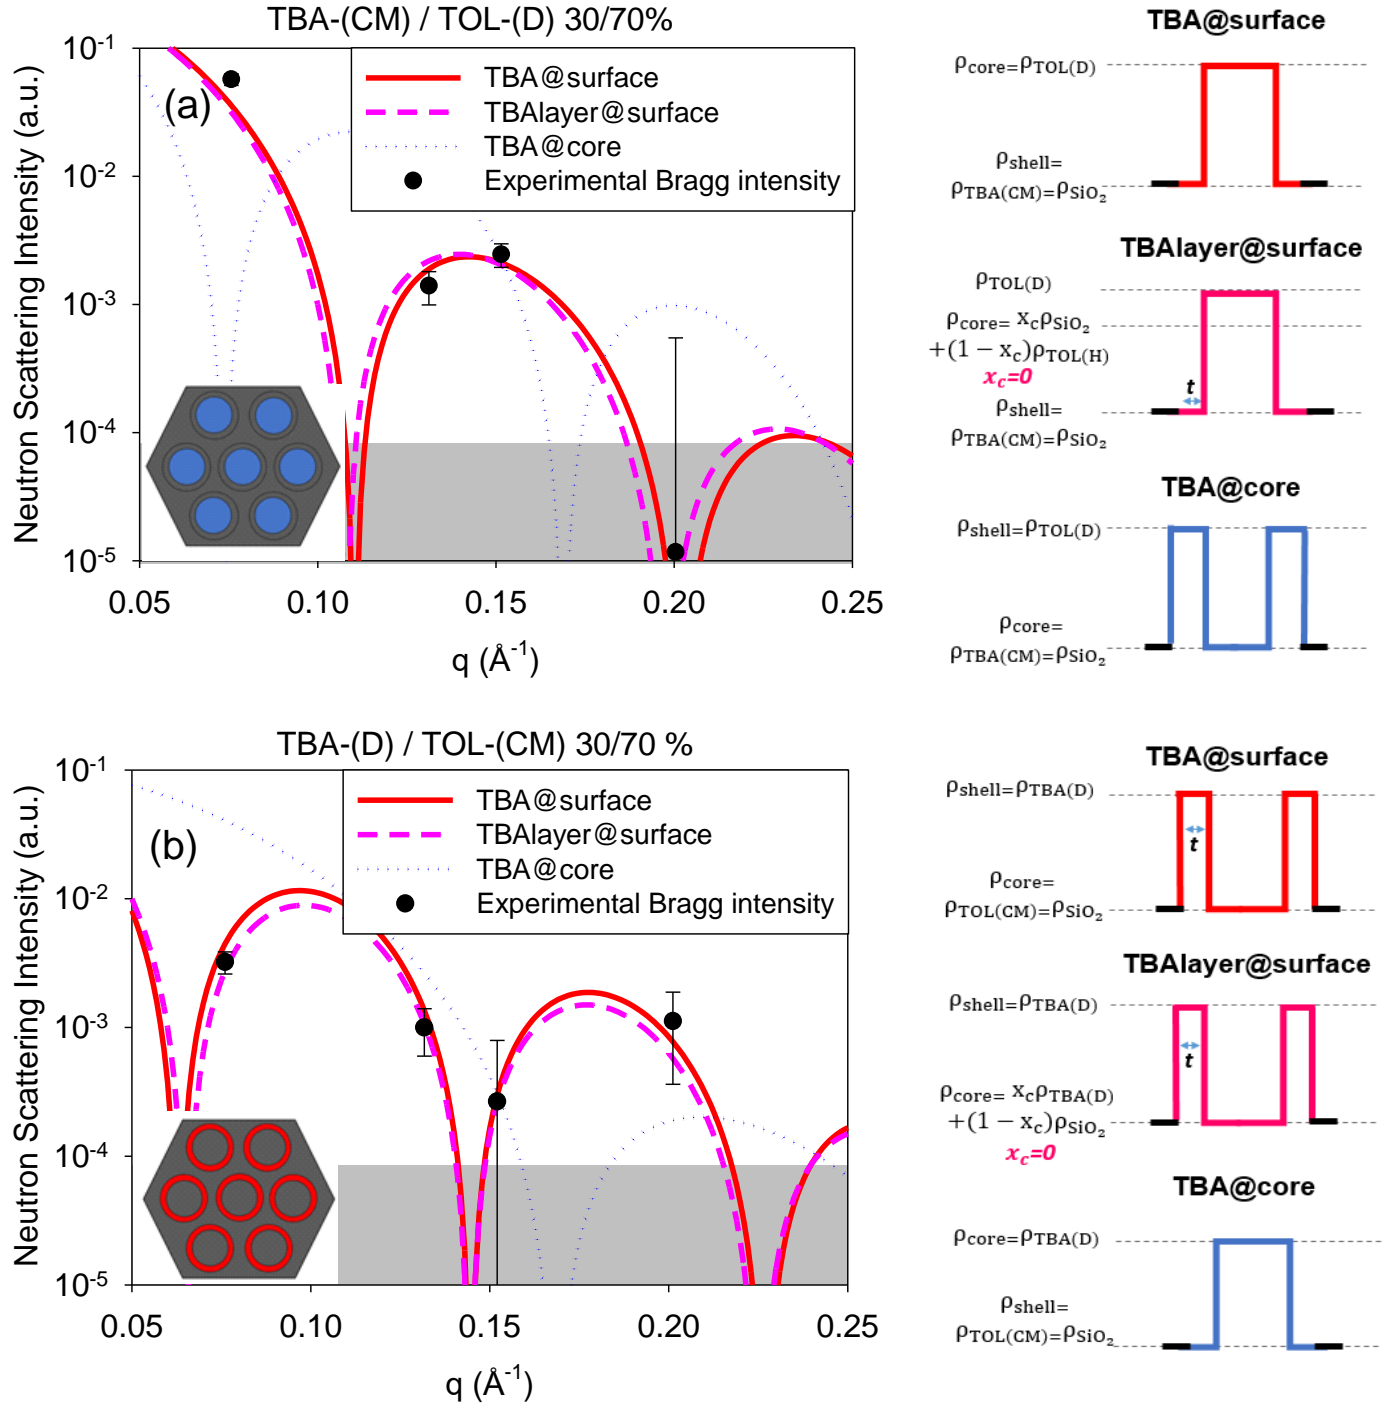 TBA-(CM) / TOL-(D) 30/70%
Neutron Scattering Intensity (a.u.)
10⁻¹
10⁻²
10⁻³
10⁻⁴
10⁻⁵
(a)
TBA@surface
TBAlayer@surface
TBA@core
Experimental Bragg intensity
0.05 0.10 0.15 0.20 0.25
q (Å⁻¹)
TBA@surface
ρcore=ρTOL(D)
ρshell=
ρTBA(CM)=ρSiO₂
TBAlayer@surface
ρTOL(D)
ρcore= xcρSiO₂
+(1 − xc)ρTOL(H)
xc=0
t
ρshell=
ρTBA(CM)=ρSiO₂
TBA@core
ρshell=ρTOL(D)
ρcore=
ρTBA(CM)=ρSiO₂
TBA-(D) / TOL-(CM) 30/70 %
Neutron Scattering Intensity (a.u.)
10⁻¹
10⁻²
10⁻³
10⁻⁴
10⁻⁵
(b)
TBA@surface
TBAlayer@surface
TBA@core
Experimental Bragg intensity
0.05 0.10 0.15 0.20 0.25
q (Å⁻¹)
TBA@surface
ρshell=ρTBA(D)
t
ρcore=
ρTOL(CM)=ρSiO₂
TBAlayer@surface
ρshell=ρTBA(D)
t
ρcore= xcρTBA(D)
+(1 − xc)ρSiO₂
xc=0
TBA@core
ρcore=ρTBA(D)
ρshell=
ρTOL(CM)=ρSiO₂